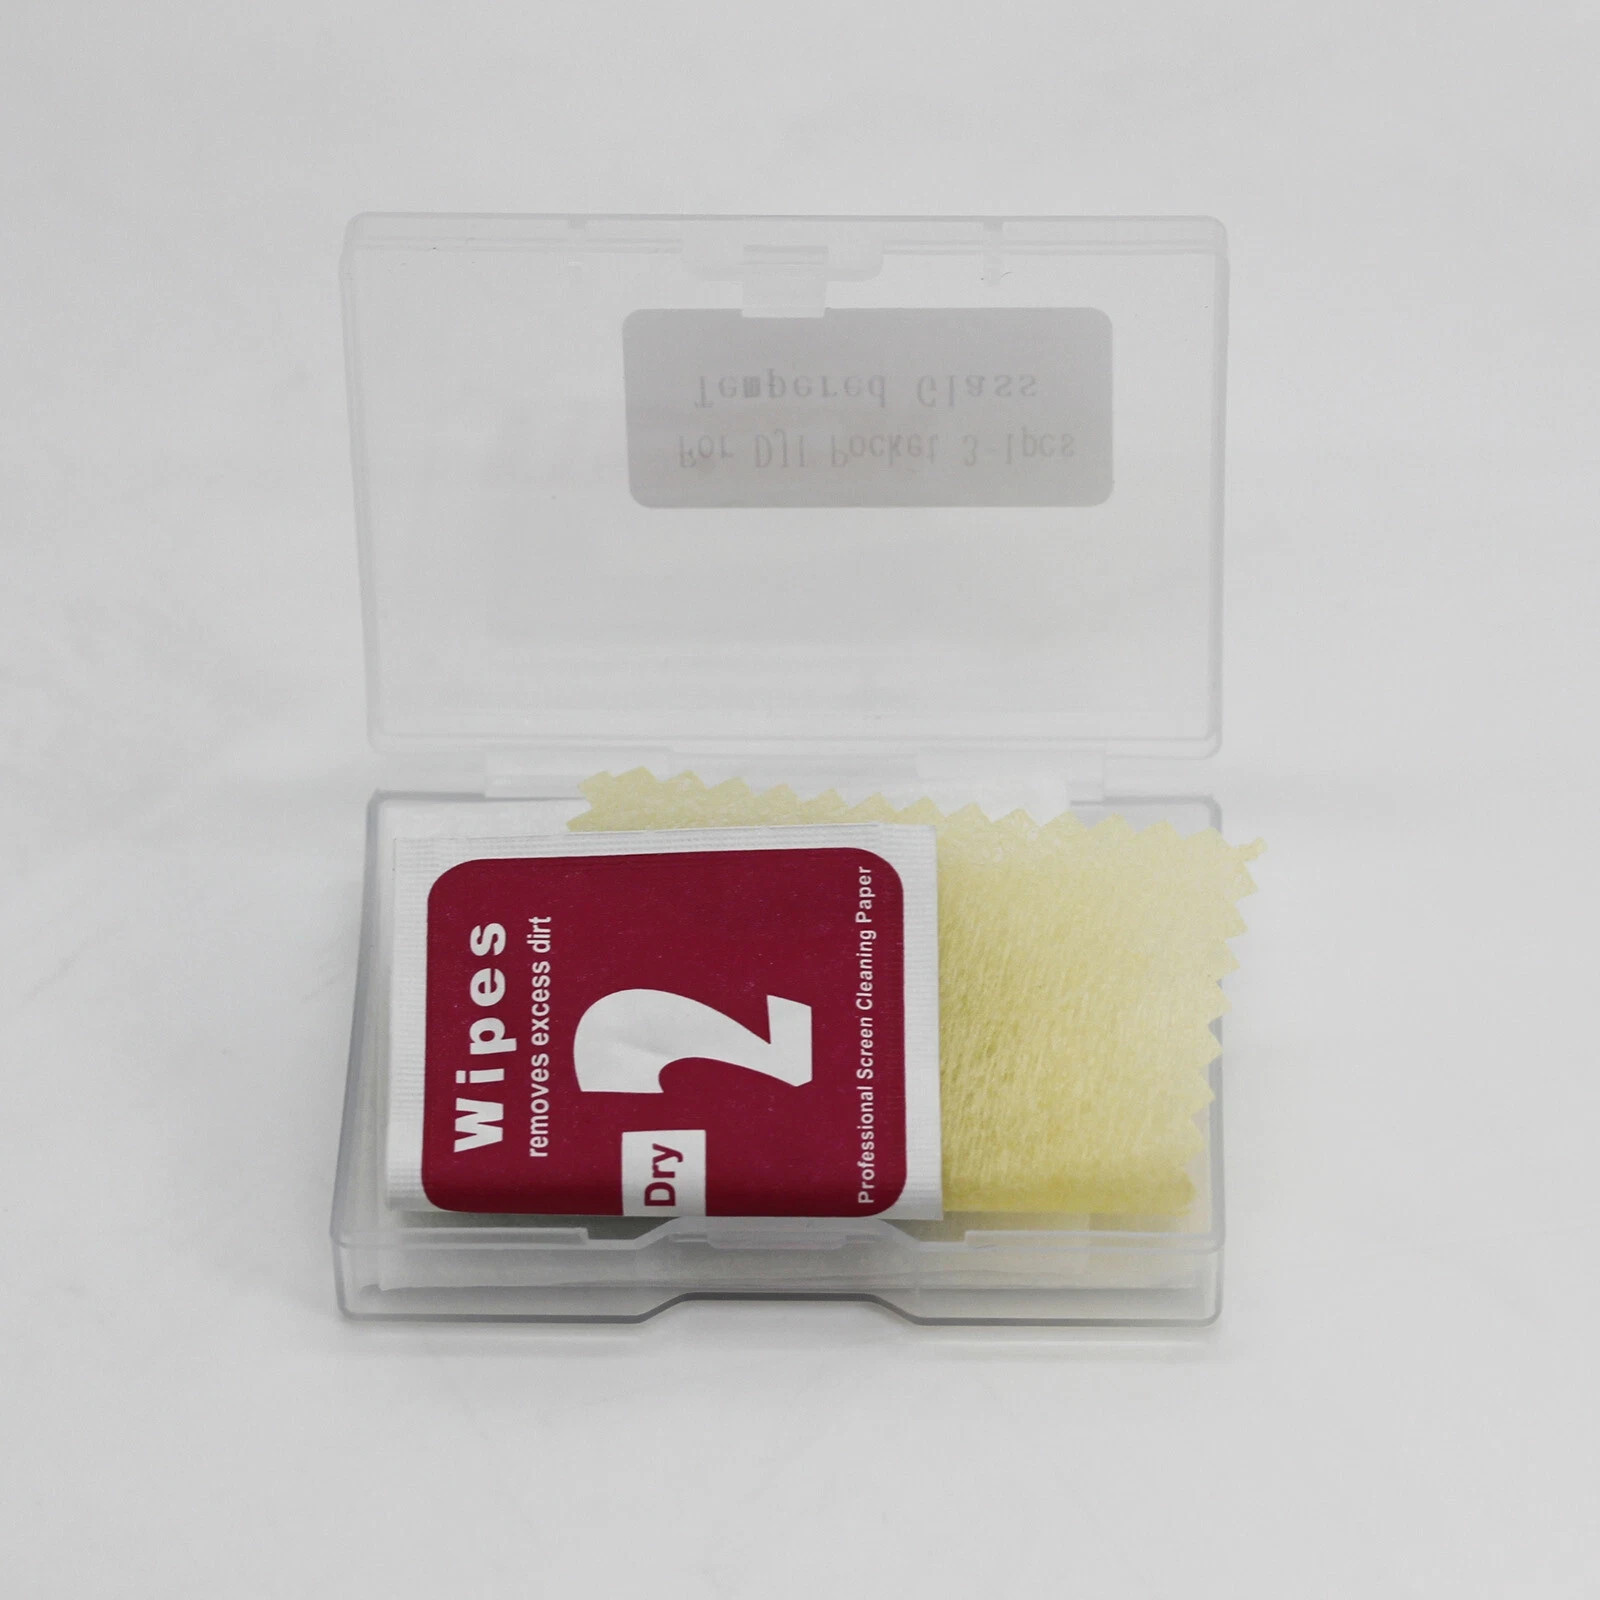 Tempered Glass
For DJI Pocket 3-1pcs
Wipes
removes excess dirt
Dry 2
Professional Screen Cleaning Paper